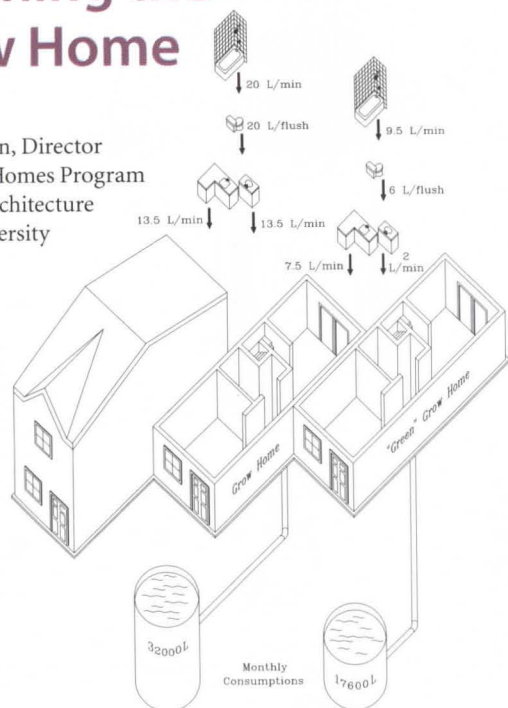 w Home
n, Director
Homes Program
chitecture
ersity
20 L/min
20 L/flush
13.5 L/min
13.5 L/min
9.5 L/min
6 L/flush
7.5 L/min
2 L/min
Grow Home
"Green" Grow Home
32000L
Monthly
Consumptions
17600L